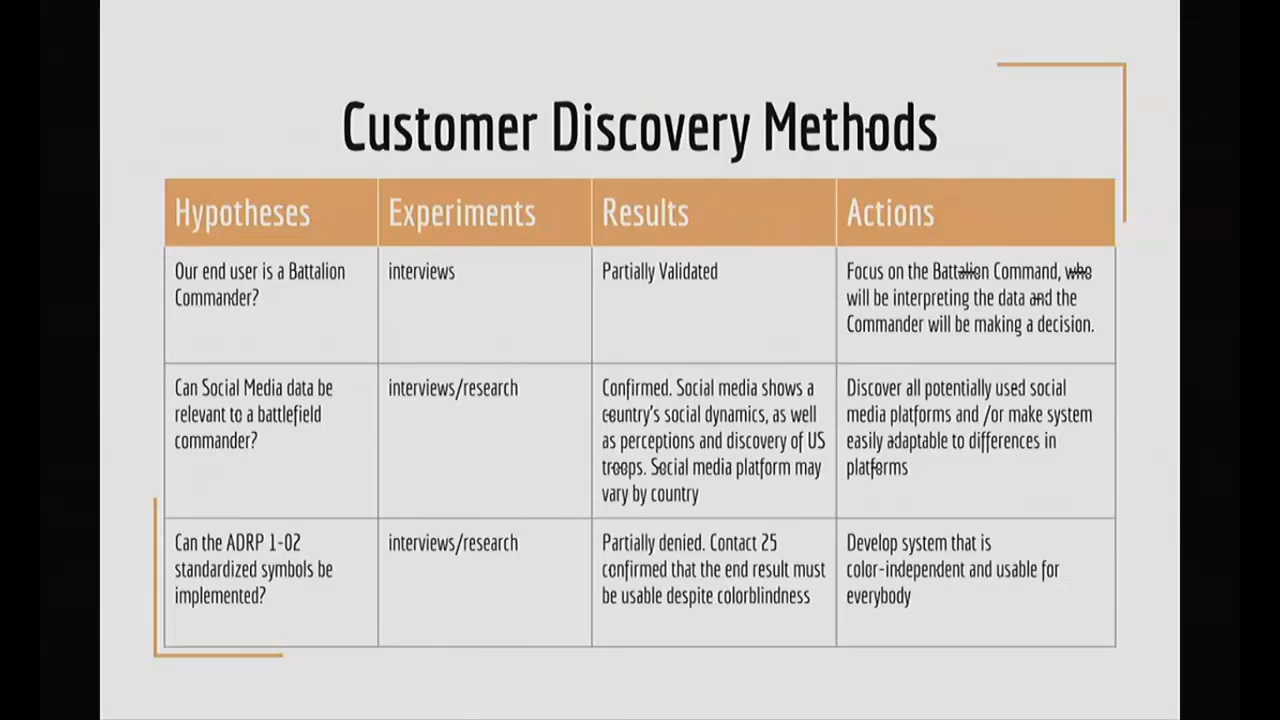 Customer Discovery Methods
Hypotheses
Experiments
Results
Actions
Our end user is a Battalion
Commander?
interviews
Partially Validated
Focus on the Battalion Command, who
will be interpreting the data and the
Commander will be making a decision.
Can Social Media data be
relevant to a battlefield
commander?
interviews/research
Confirmed. Social media shows a
country's social dynamics, as well
as perceptions and discovery of US
troops. Social media platform may
vary by country
Discover all potentially used social
media platforms and /or make system
easily adaptable to differences in
platforms
Can the ADRP 1-02
standardized symbols be
implemented?
interviews/research
Partially denied. Contact 25
confirmed that the end result must
be usable despite colorblindness
Develop system that is
color-independent and usable for
everybody